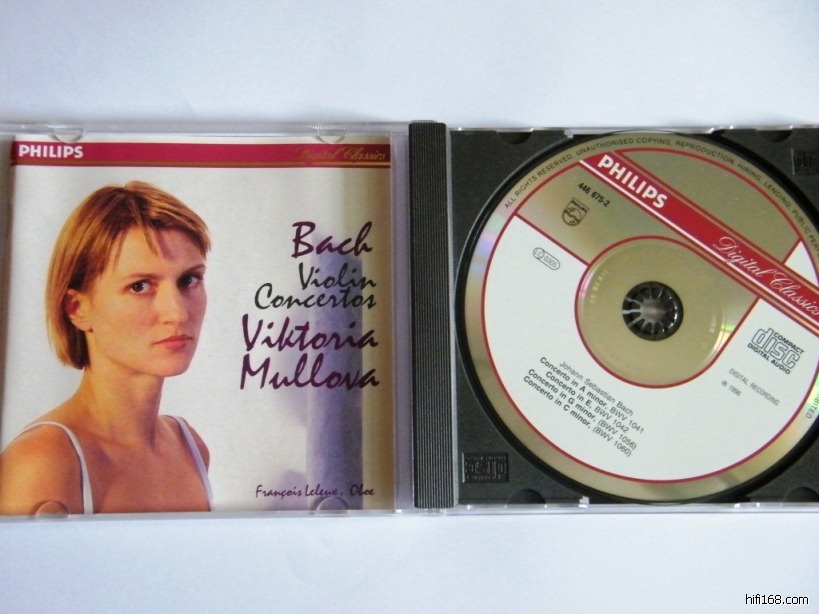 PHILIPS
Digital Classics
Bach
Violin
Concertos
Viktoria
Mullova
François Leleux, Oboe
ALL RIGHTS RESERVED. UNAUTHORISED COPYING, REPRODUCTION, HIRING, LENDING, PUBLIC
PHILIPS
Digital Classics
446 675-2
COMPACT
disc
DIGITAL AUDIO
DIGITAL RECORDING
℗ 1996
Johann Sebastian Bach
Concerto in A minor, BWV 1041
Concerto in E, BWV 1042
Concerto in G minor, (BWV 1056)
Concerto in C minor, (BWV 1060)
hifi168.com